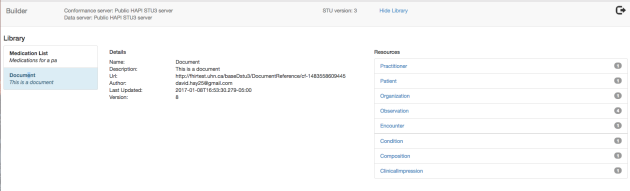 Builder
Conformance server: Public HAPI STU3 server
Data server: Public HAPI STU3 server
STU version: 3
Hide Library
Library
Medication List
Medications for a pa
Document
This is a document
Details
Name: Document
Description: This is a document
Url: http://fhirtest.uhn.ca/baseDstu3/DocumentReference/cf-1483558609445
Author: david.hay25@gmail.com
Last Updated: 2017-01-08T16:53:30.279-05:00
Version: 8
Resources
Practitioner 1
Patient 1
Organization 1
Observation 4
Encounter 1
Condition 1
Composition 1
ClinicalImpression 1